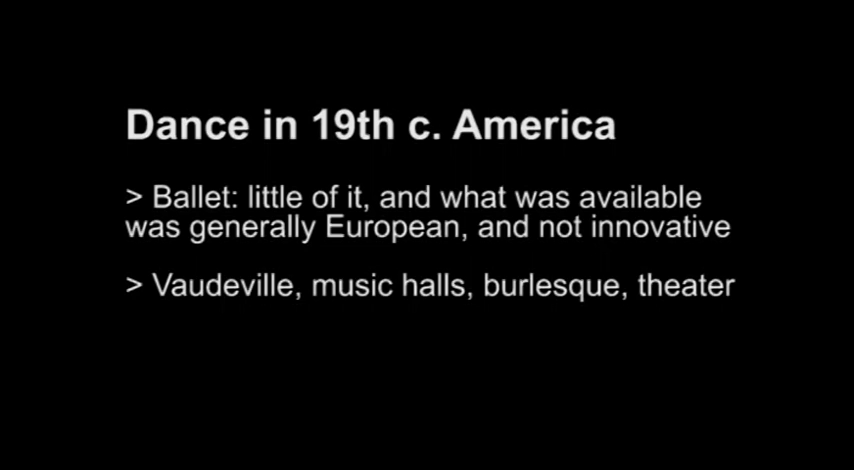 Dance in 19th c. America
> Ballet: little of it, and what was available
was generally European, and not innovative
> Vaudeville, music halls, burlesque, theater